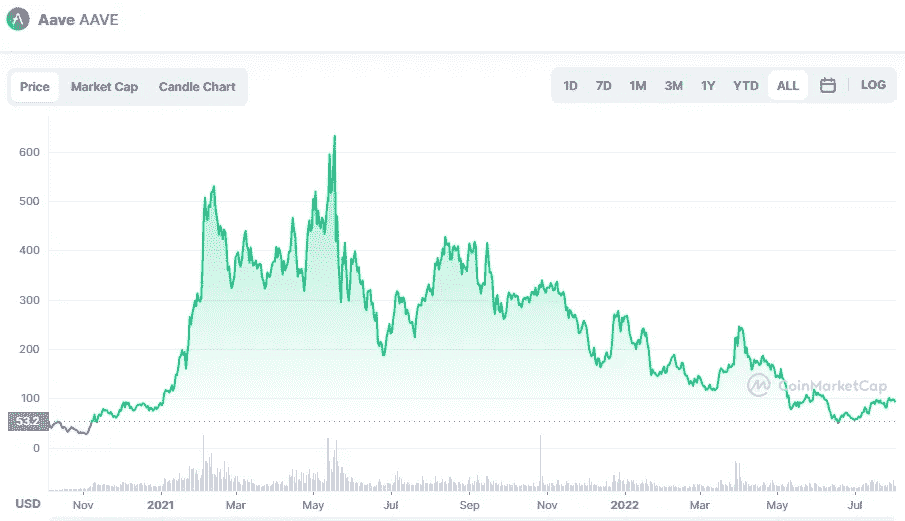 Aave AAVE
Price Market Cap Candle Chart 1D 7D 1M 3M 1Y YTD ALL LOG
600
500
400
300
200
100
CoinMarketCap
53.2
0
USD Nov 2021 Mar May Jul Sep Nov 2022 Mar May Jul